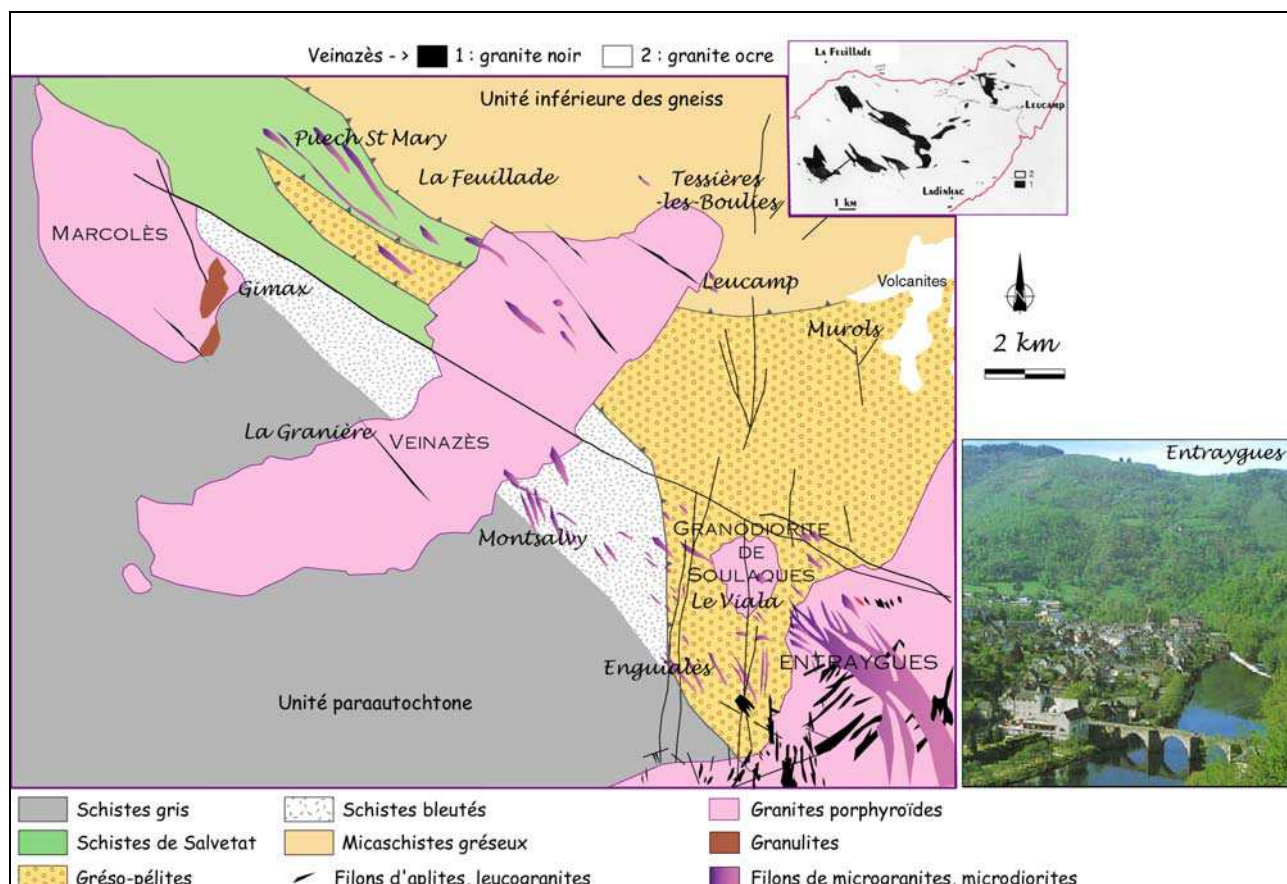 Veinazès - > 1 : granite noir 2 : granite ocre
La Feuillade
Leucamp
Ladinhac
2
1
1 km
Unité inférieure des gneiss
Puech St Mary
La Feuillade
Tessières
-les-Boulies
MARCOLÈS
Gimax
Leucamp
Volcanites
Murols
2 km
La Granière
VEINAZÈS
Entraygues
Montsalvy
GRANODIORITE
DE
SOULAQUES
Le Viala
Enguialès
ENTRAYGUES
Unité paraautochtone
Schistes gris
Schistes bleutés
Granites porphyroïdes
Schistes de Salvetat
Micaschistes gréseux
Granulites
Gréso-pélites
Filons d'aplites, leucogranites
Filons de microgranites, microdiorites